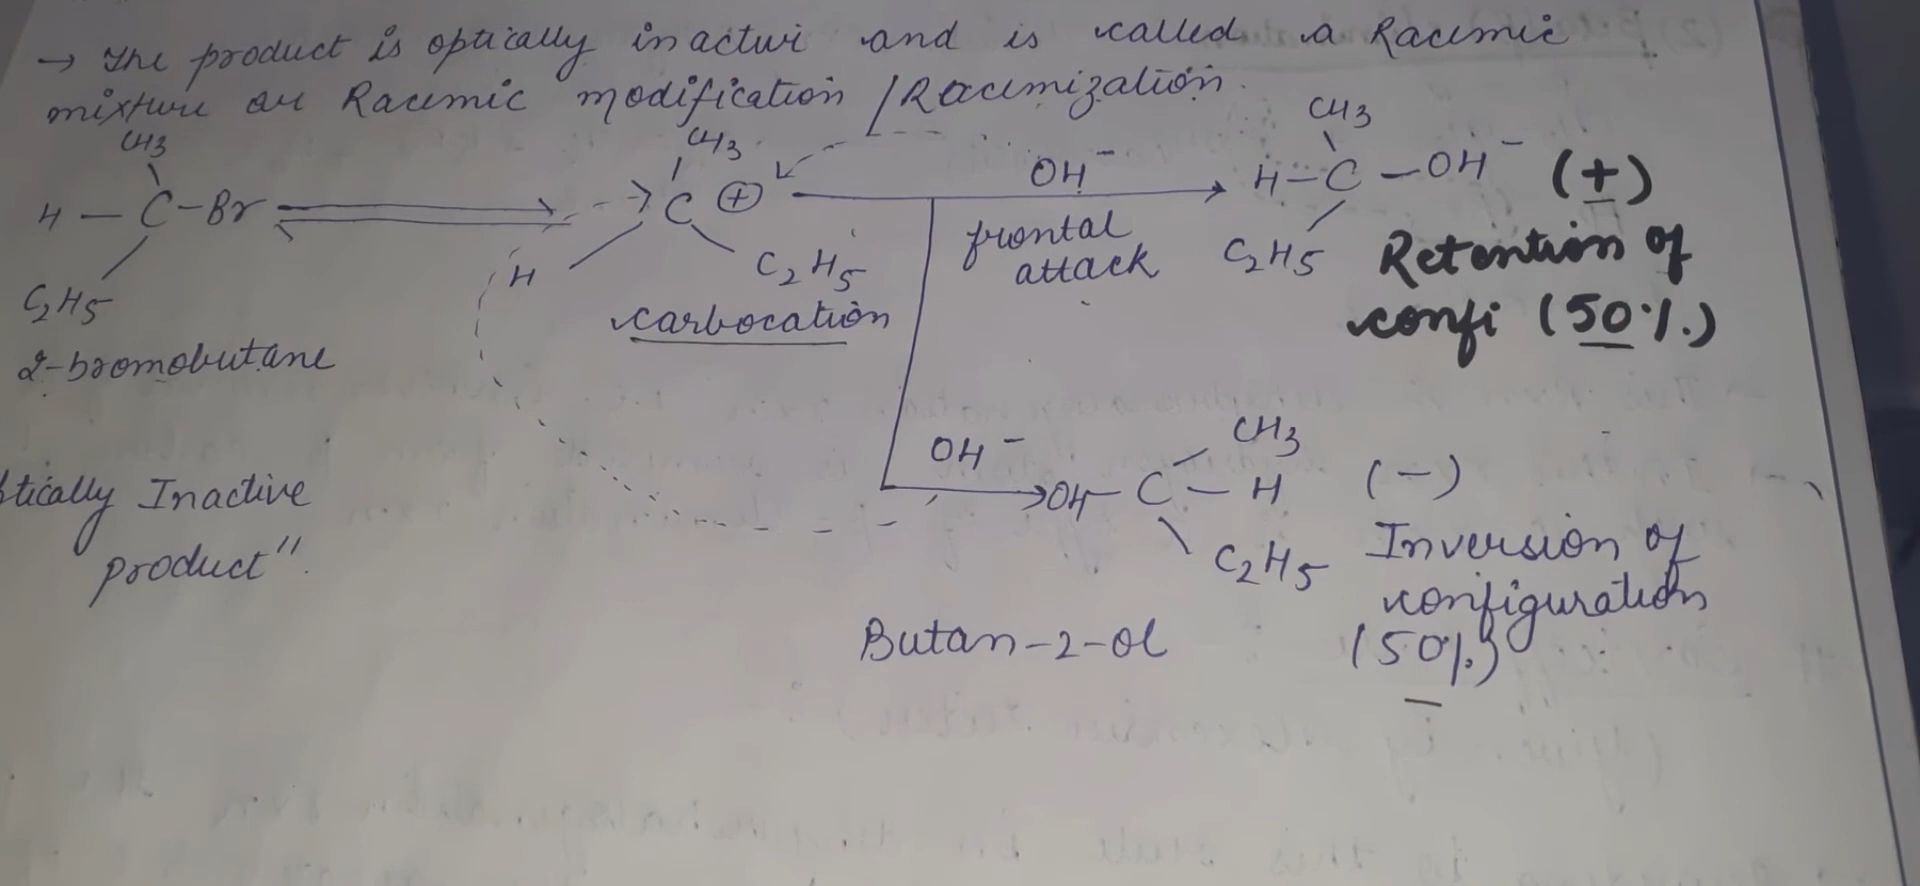 → The product is optically inactive and is called a Racemic
mixture or Racemic modification / Racemization.
CH3
H — C — Br
C2H5
2-bromobutane
CH3
C ⊕
H
C2H5
carbocation
OH⁻
frontal
attack
CH3
H — C — OH⁻ (+)
C2H5
Retention of
confi (50%.)
OH⁻
CH3
OH — C — H (-)
C2H5
Inversion of
configuration
(50%.)
Butan-2-ol
tically Inactive
product".